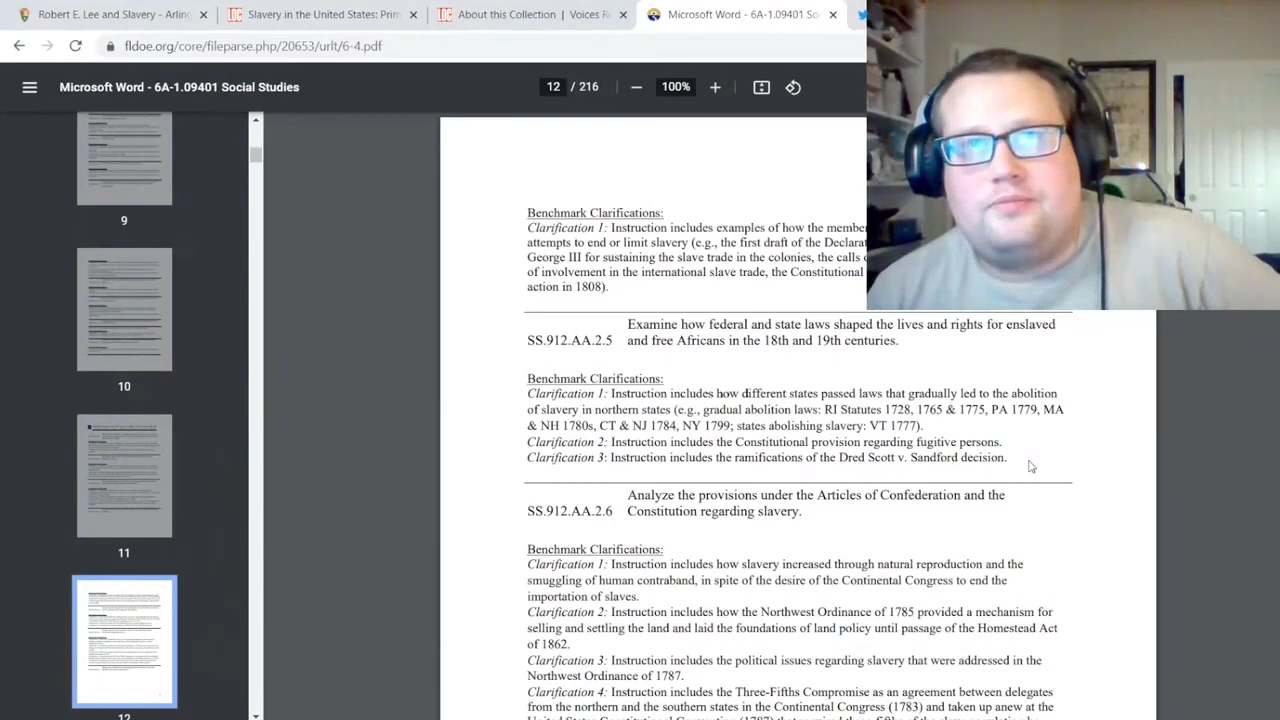 Robert E. Lee and Slavery - Arling
Slavery in the United States: Prim
About this Collection | Voices Re
Microsoft Word - 6A-1.09401 So
fldoe.org/core/fileparse.php/20653/urlt/6-4.pdf
Microsoft Word - 6A-1.09401 Social Studies
12 / 216
100%
9
10
11
12
Benchmark Clarifications:
Clarification 1: Instruction includes examples of how the member
attempts to end or limit slavery (e.g., the first draft of the Declarat
George III for sustaining the slave trade in the colonies, the calls
of involvement in the international slave trade, the Constitutional
action in 1808).
SS.912.AA.2.5 Examine how federal and state laws shaped the lives and rights for enslaved
and free Africans in the 18th and 19th centuries.
Benchmark Clarifications:
Clarification 1: Instruction includes how different states passed laws that gradually led to the abolition
of slavery in northern states (e.g., gradual abolition laws: RI Statutes 1728, 1765 & 1775, PA 1779, MA
& NH 1780s, CT & NJ 1784, NY 1799; states abolishing slavery: VT 1777).
Clarification 2: Instruction includes the Constitutional provision regarding fugitive persons.
Clarification 3: Instruction includes the ramifications of the Dred Scott v. Sandford decision.
SS.912.AA.2.6 Analyze the provisions under the Articles of Confederation and the
Constitution regarding slavery.
Benchmark Clarifications:
Clarification 1: Instruction includes how slavery increased through natural reproduction and the
smuggling of human contraband, in spite of the desire of the Continental Congress to end the
importation of slaves.
Clarification 2: Instruction includes how the Northwest Ordinance of 1785 provided a mechanism for
selling and settling the land and laid the foundations of land policy until passage of the Homestead Act
of 1862.
Clarification 3: Instruction includes the political issues regarding slavery that were addressed in the
Northwest Ordinance of 1787.
Clarification 4: Instruction includes the Three-Fifths Compromise as an agreement between delegates
from the northern and the southern states in the Continental Congress (1783) and taken up anew at the